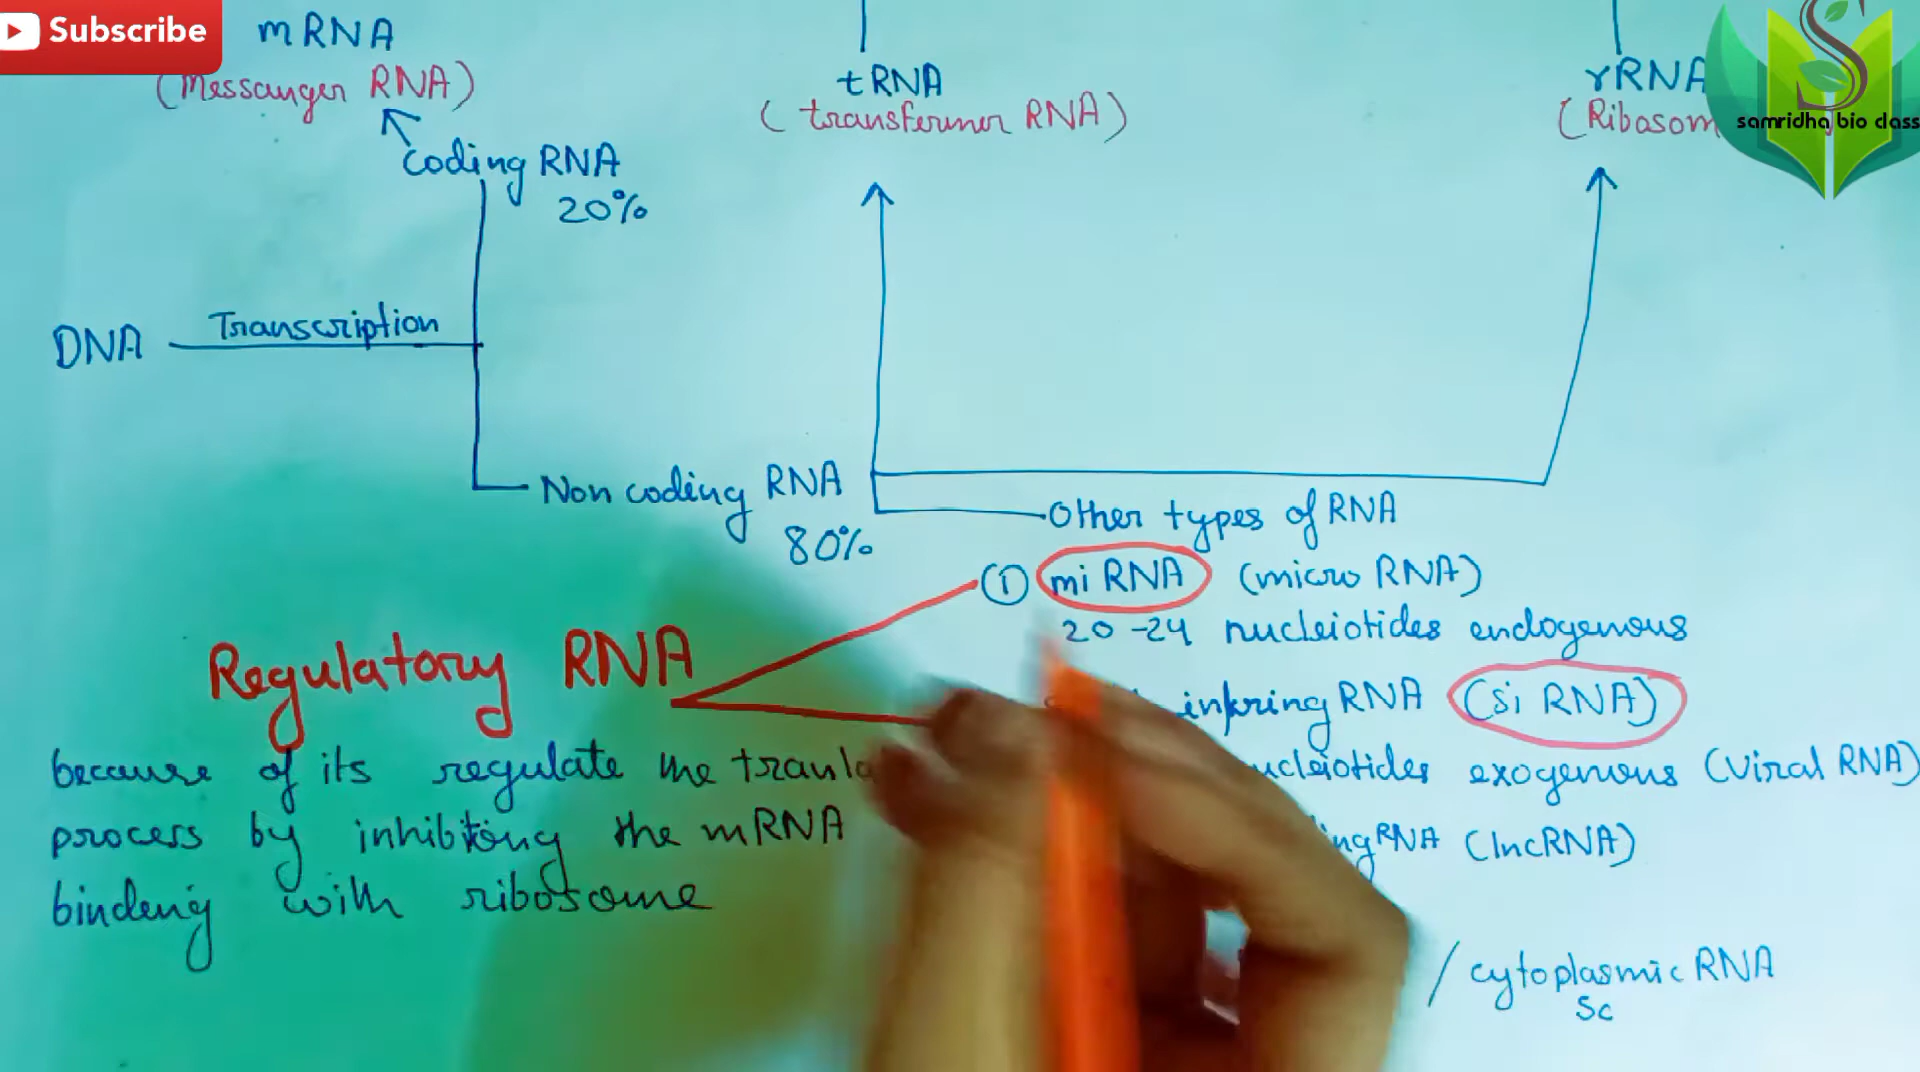 Subscribe
mRNA
(Messanger RNA)
tRNA
(transfermer RNA)
rRNA
(Ribosom
samridha bio class
Coding RNA
20%
DNA
Transcription
Non coding RNA
80%
Other types of RNA
① mi RNA (micro RNA)
20-24 nucleiotides endogenous
Regulatory RNA
RNA (Si RNA)
ucleiotides exogenous (Viral RNA)
because of its regulate the tranla
process by inhibiting the mRNA
ngRNA (lncRNA)
binding with ribosome
/ cytoplasmic RNA
Sc